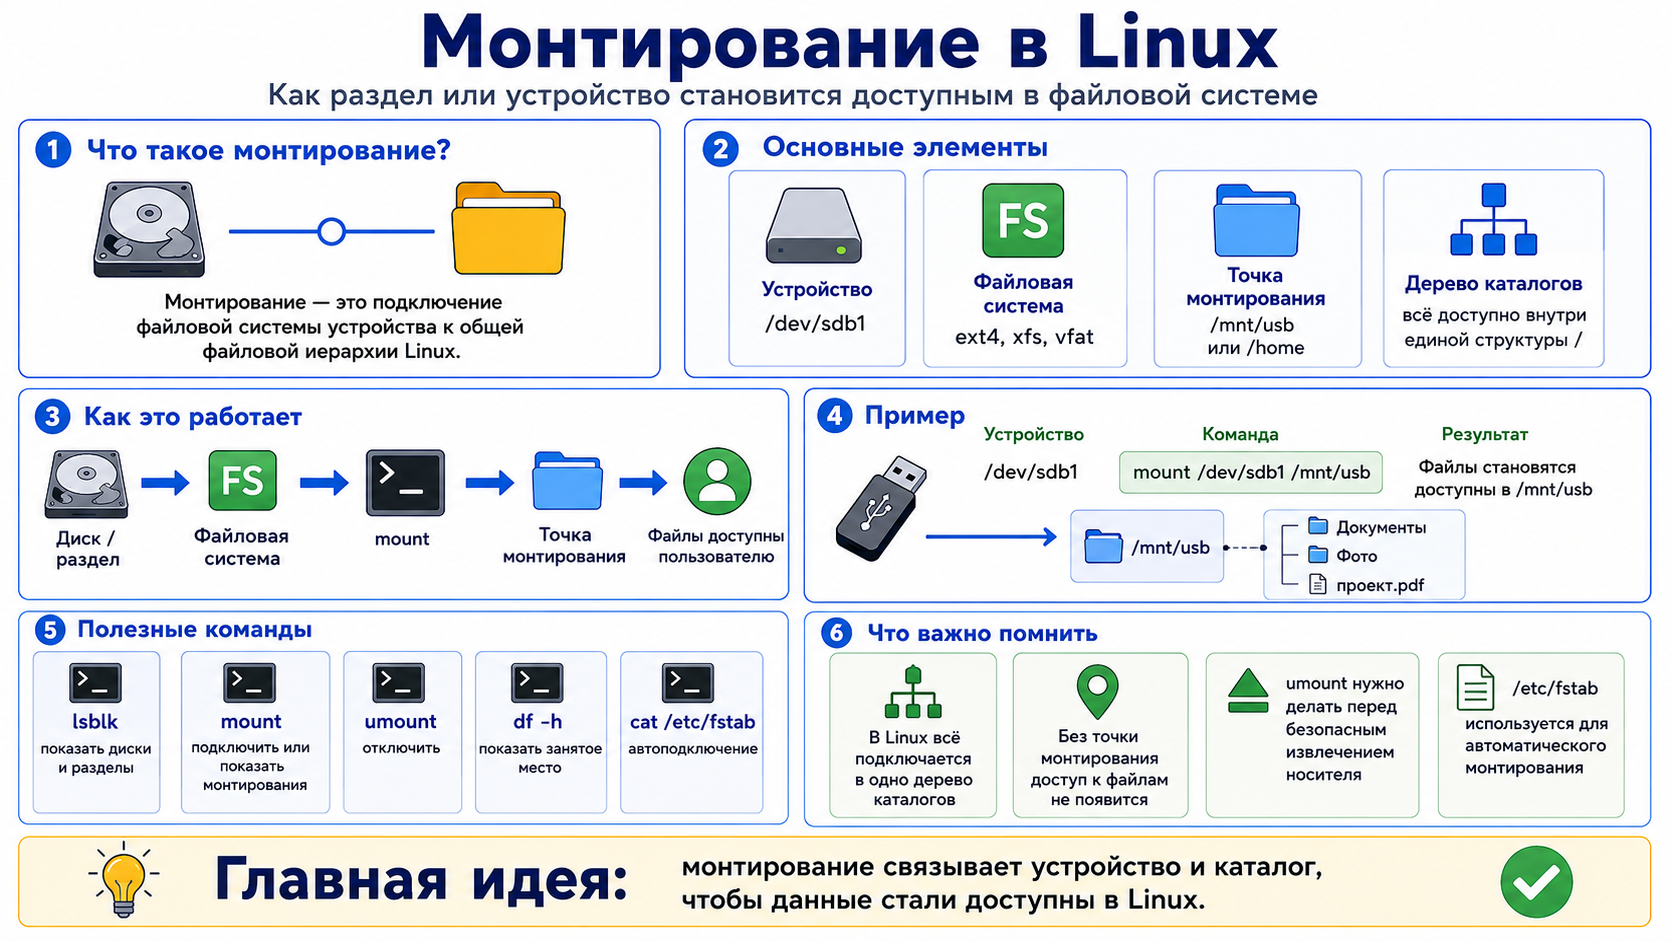 Монтирование в Linux
Как раздел или устройство становится доступным в файловой системе
1 Что такое монтирование?
Монтирование — это подключение
файловой системы устройства к общей
файловой иерархии Linux.
2 Основные элементы
Устройство
/dev/sdb1
FS
Файловая
система
ext4, xfs, vfat
Точка
монтирования
/mnt/usb
или /home
Дерево каталогов
всё доступно внутри
единой структуры /
3 Как это работает
Диск /
раздел
FS
Файловая
система
>_
mount
Точка
монтирования
Файлы доступны
пользователю
4 Пример
Устройство
/dev/sdb1
Команда
mount /dev/sdb1 /mnt/usb
Результат
Файлы становятся
доступны в /mnt/usb
/mnt/usb
Документы
Фото
проект.pdf
5 Полезные команды
>_
lsblk
показать диски
и разделы
>_
mount
подключить или
показать
монтирования
>_
umount
отключить
>_
df -h
показать занятое
место
>_
cat /etc/fstab
автоподключение
6 Что важно помнить
В Linux всё
подключается
в одно дерево
каталогов
Без точки
монтирования
доступ к файлам
не появится
umount нужно
делать перед
безопасным
извлечением
носителя
/etc/fstab
используется для
автоматического
монтирования
Главная идея:
монтирование связывает устройство и каталог,
чтобы данные стали доступны в Linux.